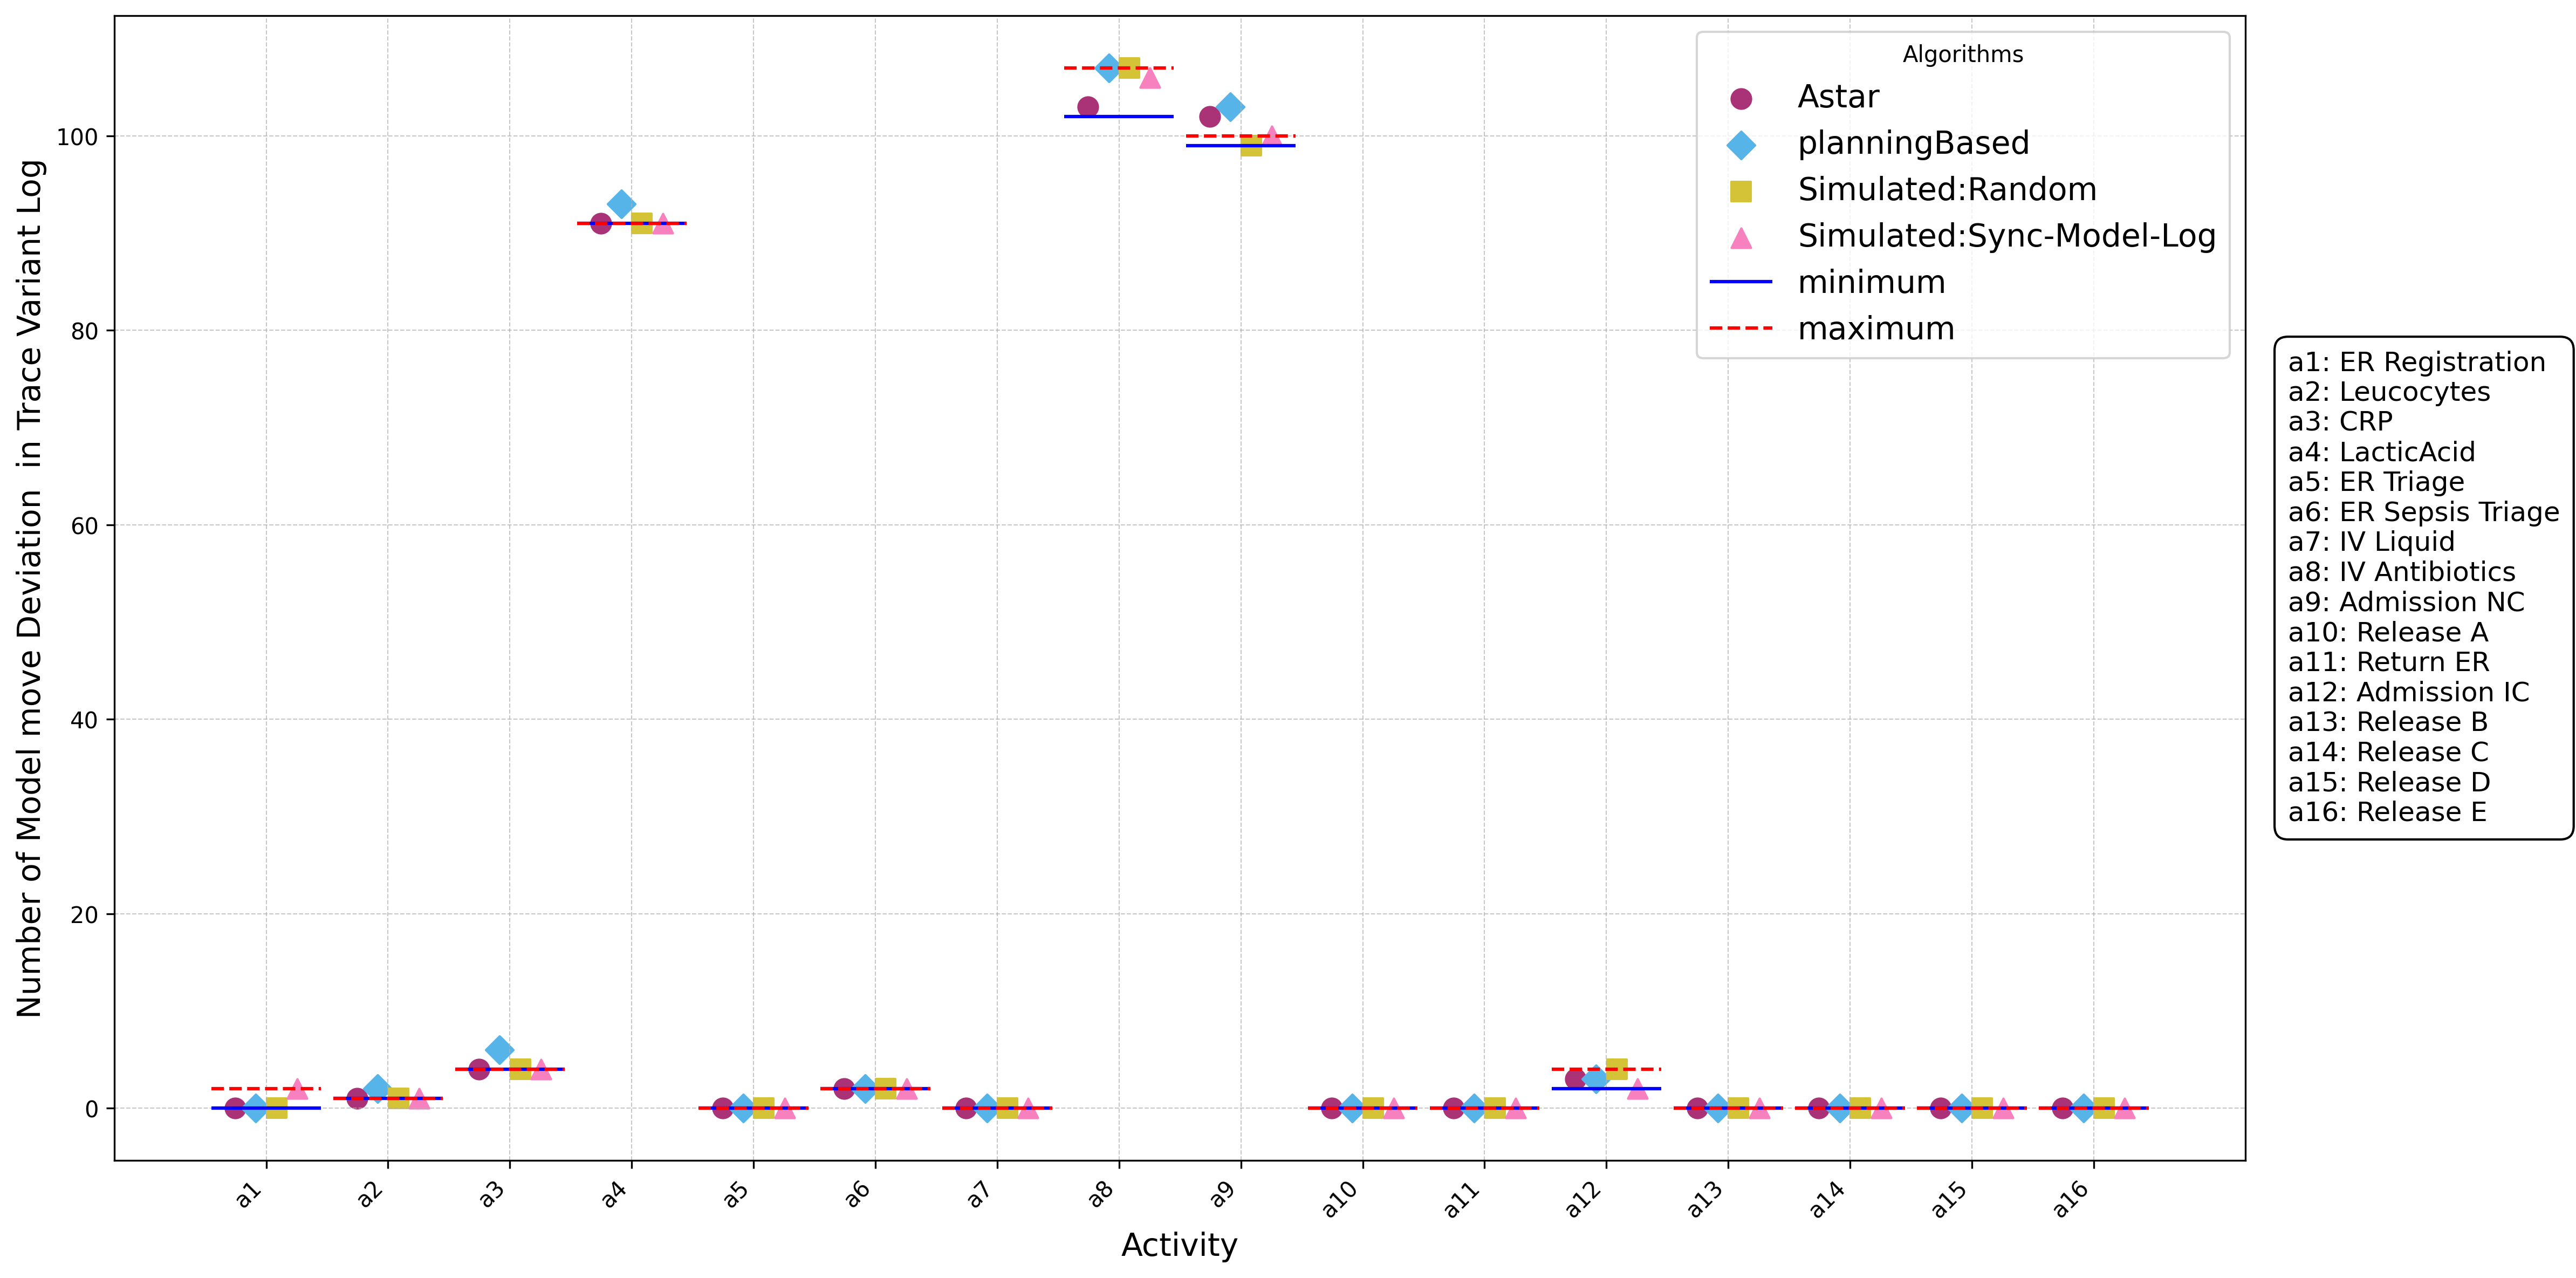 Number of Model move Deviation  in Trace Variant Log
100
80
60
40
20
0
Algorithms
Astar
planningBased
Simulated:Random
Simulated:Sync-Model-Log
minimum
maximum
a1: ER Registration
a2: Leucocytes
a3: CRP
a4: LacticAcid
a5: ER Triage
a6: ER Sepsis Triage
a7: IV Liquid
a8: IV Antibiotics
a9: Admission NC
a10: Release A
a11: Return ER
a12: Admission IC
a13: Release B
a14: Release C
a15: Release D
a16: Release E
a1 a2 a3 a4 a5 a6 a7 a8 a9 a10 a11 a12 a13 a14 a15 a16
Activity